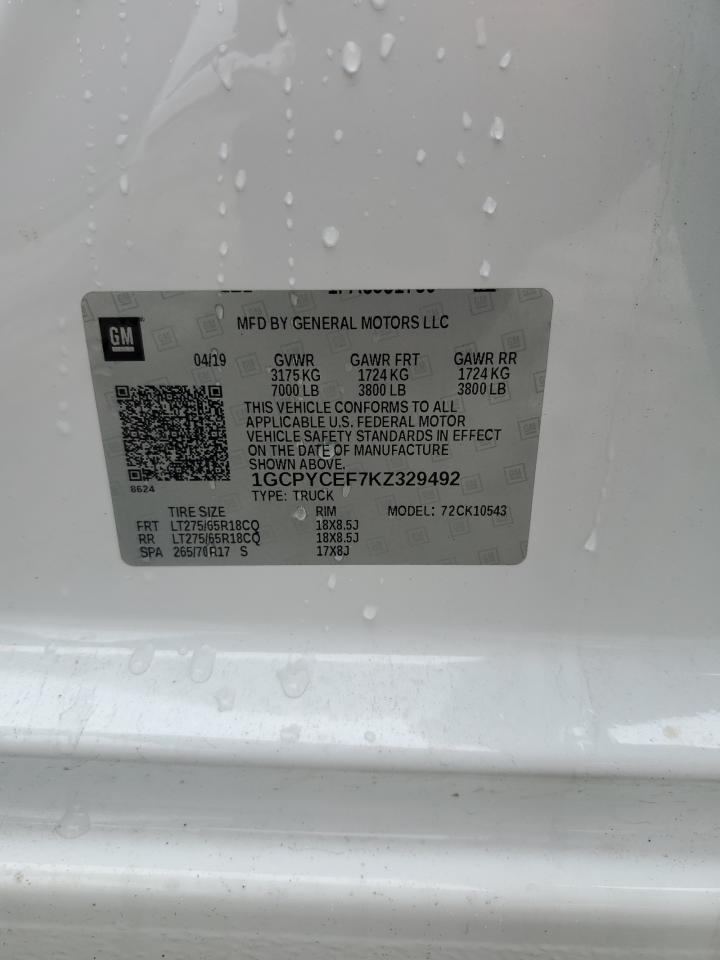 MFD BY GENERAL MOTORS LLC
GM
04/19 GVWR GAWR FRT GAWR RR
3175 KG 1724 KG 1724 KG
7000 LB 3800 LB 3800 LB
THIS VEHICLE CONFORMS TO ALL
APPLICABLE U.S. FEDERAL MOTOR
VEHICLE SAFETY STANDARDS IN EFFECT
ON THE DATE OF MANUFACTURE
SHOWN ABOVE.
1GCPYCEF7KZ329492
8624
TYPE: TRUCK
TIRE SIZE RIM MODEL: 72CK10543
FRT LT275/65R18CQ 18X8.5J
RR LT275/65R18CQ 18X8.5J
SPA 265/70R17 S 17X8J